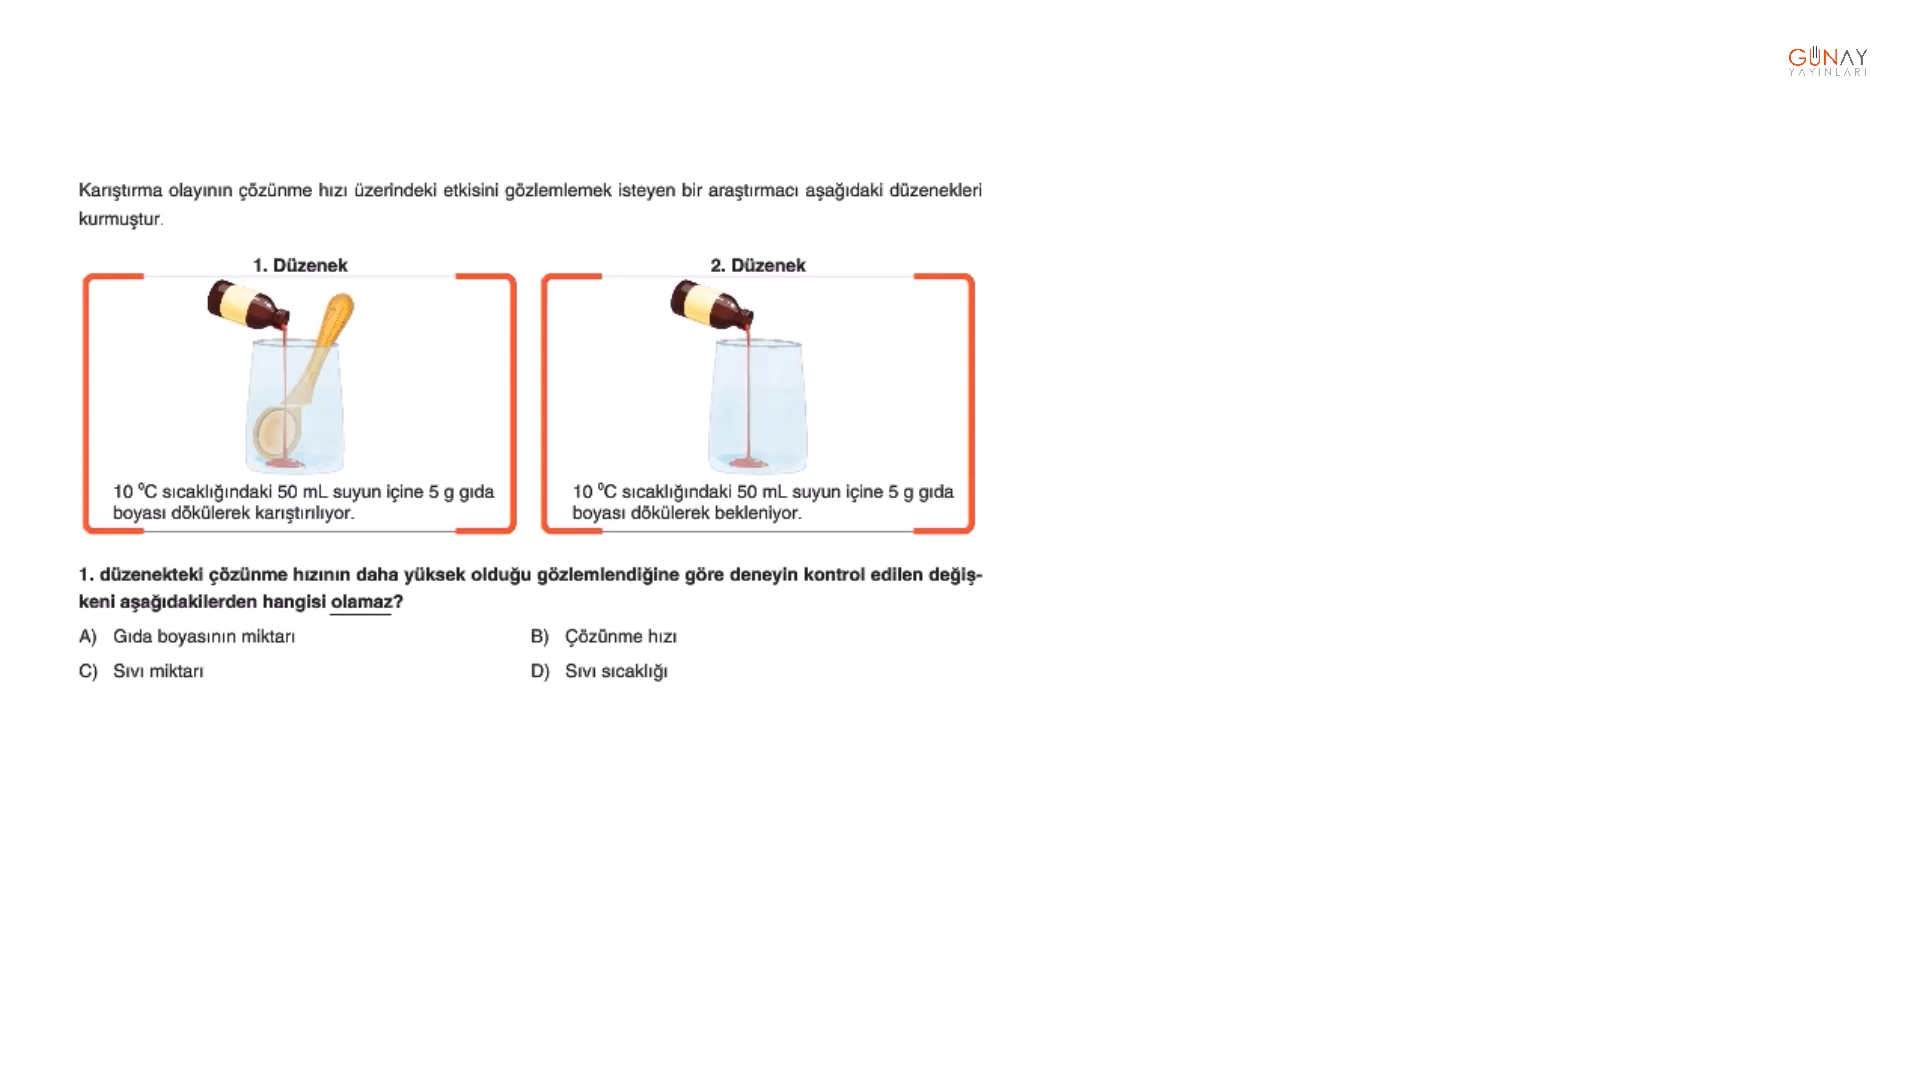 GÜNAY
YAYINLARI
Karıştırma olayının çözünme hızı üzerindeki etkisini gözlemlemek isteyen bir araştırmacı aşağıdaki düzenekleri
kurmuştur.
1. Düzenek
10 °C sıcaklığındaki 50 mL suyun içine 5 g gıda
boyası dökülerek karıştırılıyor.
2. Düzenek
10 °C sıcaklığındaki 50 mL suyun içine 5 g gıda
boyası dökülerek bekleniyor.
1. düzenekteki çözünme hızının daha yüksek olduğu gözlemlendiğine göre deneyin kontrol edilen değiş-
keni aşağıdakilerden hangisi olamaz?
A) Gıda boyasının miktarı
B) Çözünme hızı
C) Sıvı miktarı
D) Sıvı sıcaklığı